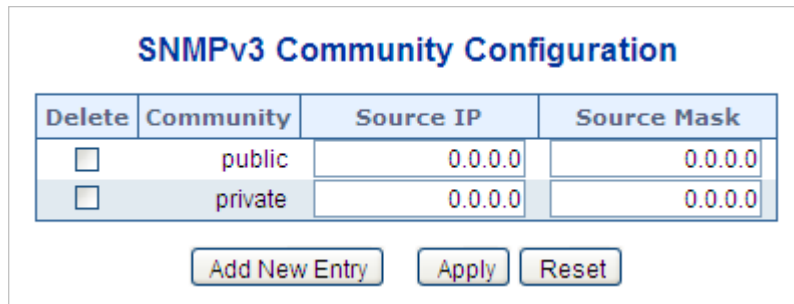 SNMPv3 Community Configuration
Delete Community Source IP Source Mask
public 0.0.0.0 0.0.0.0
private 0.0.0.0 0.0.0.0
Add New Entry Apply Reset